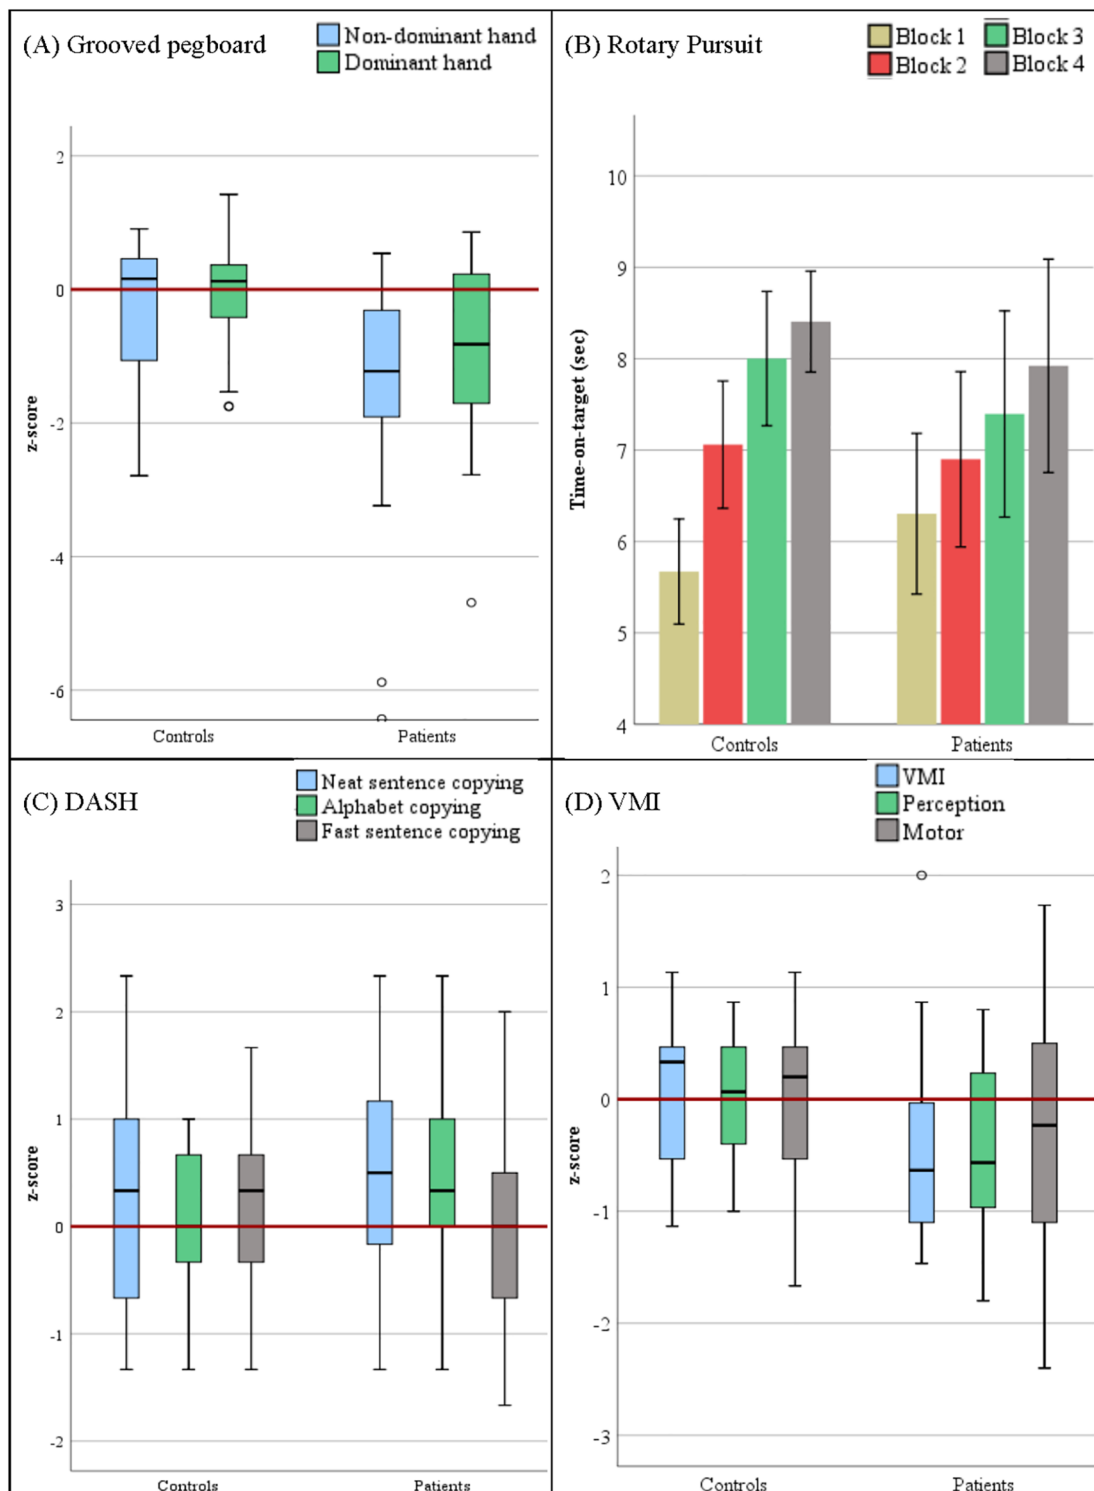 (A) Grooved pegboard
Non-dominant hand
Dominant hand
2
0
-2
-4
-6
z-score
Controls
Patients
(B) Rotary Pursuit
Block 1
Block 2
Block 3
Block 4
10
9
8
7
6
5
4
Time-on-target (sec)
Controls
Patients
(C) DASH
Neat sentence copying
Alphabet copying
Fast sentence copying
3
2
1
0
-1
-2
z-score
Controls
Patients
(D) VMI
VMI
Perception
Motor
2
1
0
-1
-2
-3
z-score
Controls
Patients